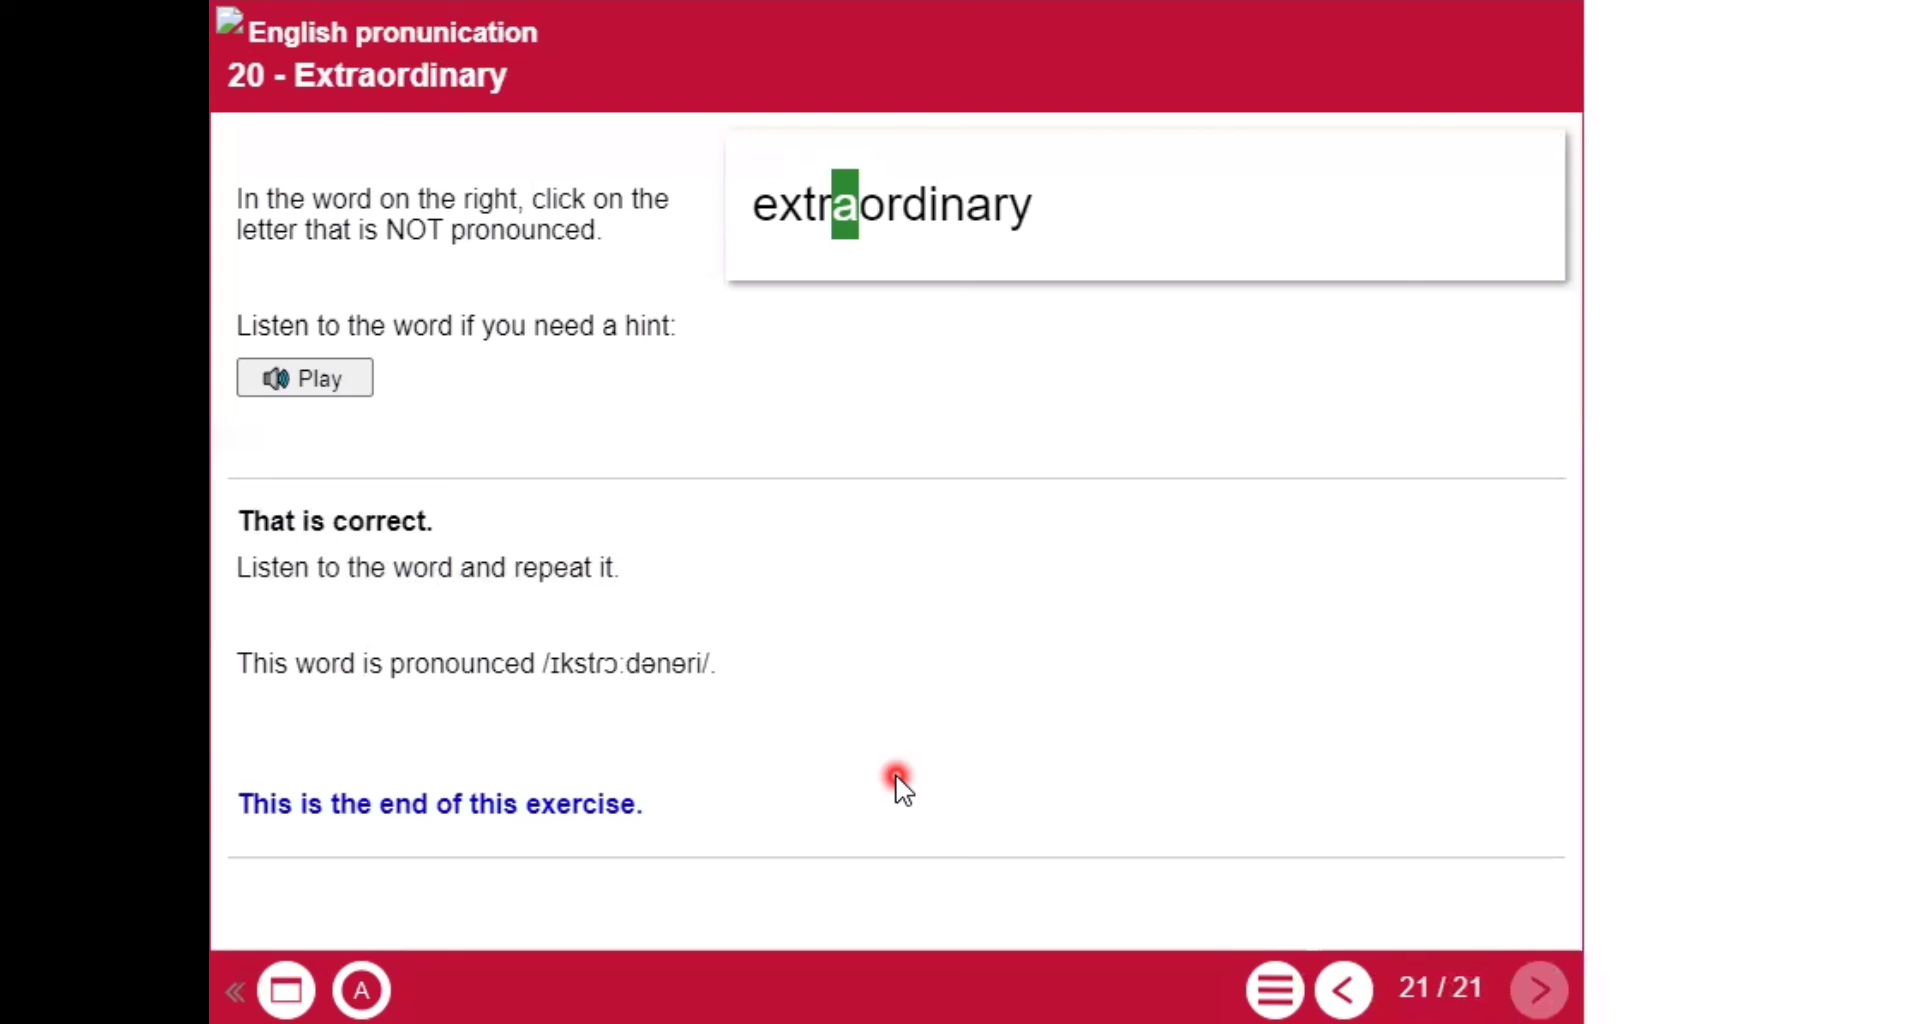 English pronunication
20 - Extraordinary
In the word on the right, click on the
letter that is NOT pronounced.
extraordinary
Listen to the word if you need a hint:
Play
That is correct.
Listen to the word and repeat it.
This word is pronounced /ɪkstrɔːdənəri/.
This is the end of this exercise.
«
A
21 / 21